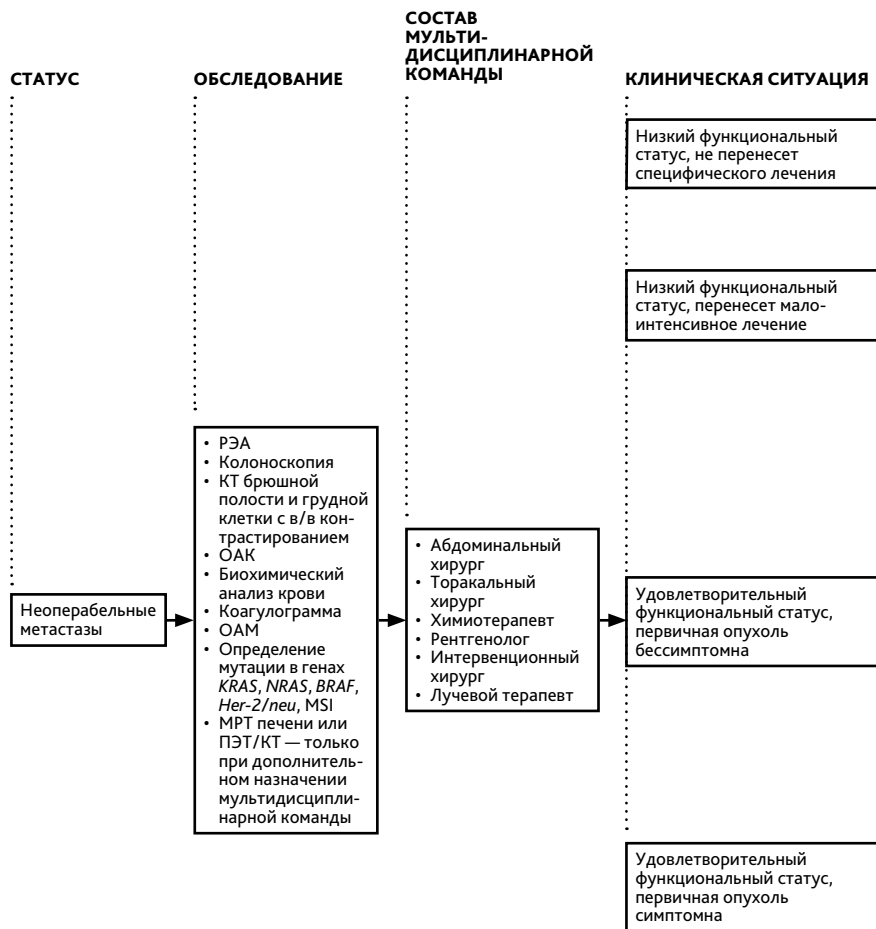 СТАТУС
ОБСЛЕДОВАНИЕ
СОСТАВ
МУЛЬТИ-
ДИСЦИПЛИНАРНОЙ
КОМАНДЫ
КЛИНИЧЕСКАЯ СИТУАЦИЯ
Неоперабельные
метастазы
• РЭА
• Колоноскопия
• КТ брюшной
полости и грудной
клетки с в/в кон-
трастированием
• ОАК
• Биохимический
анализ крови
• Коагулограмма
• ОАМ
• Определение
мутации в генах
KRAS, NRAS, BRAF,
Her-2/neu, MSI
• МРТ печени или
ПЭТ/КТ — только
при дополнитель-
ном назначении
мультидисципли-
нарной команды
• Абдоминальный
хирург
• Торакальный
хирург
• Химиотерапевт
• Рентгенолог
• Интервенционный
хирург
• Лучевой терапевт
Низкий функциональный
статус, не перенесет
специфического лечения
Низкий функциональный
статус, перенесет мало-
интенсивное лечение
Удовлетворительный
функциональный статус,
первичная опухоль
бессимптомна
Удовлетворительный
функциональный статус,
первичная опухоль
симптомна